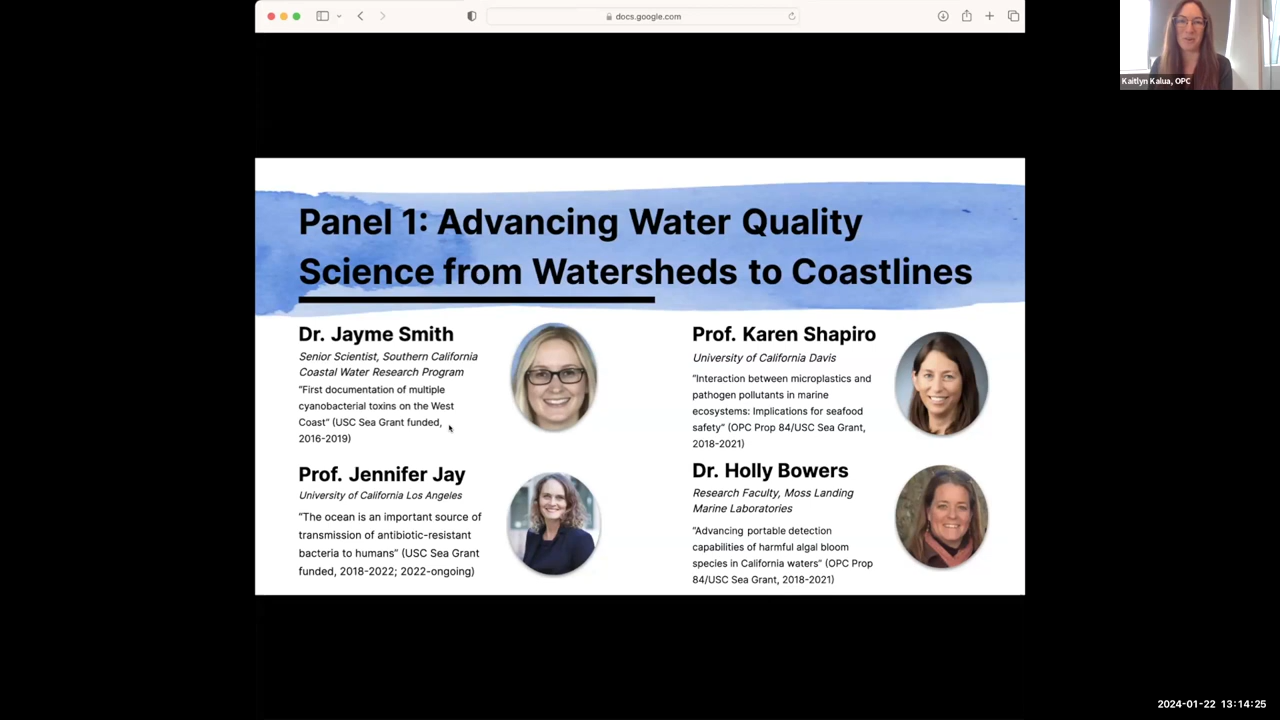 docs.google.com
Kaitlyn Kalua, OPC
Panel 1: Advancing Water Quality
Science from Watersheds to Coastlines
Dr. Jayme Smith
Senior Scientist, Southern California
Coastal Water Research Program
"First documentation of multiple
cyanobacterial toxins on the West
Coast" (USC Sea Grant funded,
2016-2019)
Prof. Karen Shapiro
University of California Davis
"Interaction between microplastics and
pathogen pollutants in marine
ecosystems: Implications for seafood
safety" (OPC Prop 84/USC Sea Grant,
2018-2021)
Prof. Jennifer Jay
University of California Los Angeles
"The ocean is an important source of
transmission of antibiotic-resistant
bacteria to humans" (USC Sea Grant
funded, 2018-2022; 2022-ongoing)
Dr. Holly Bowers
Research Faculty, Moss Landing
Marine Laboratories
"Advancing portable detection
capabilities of harmful algal bloom
species in California waters" (OPC Prop
84/USC Sea Grant, 2018-2021)
2024-01-22 13:14:25